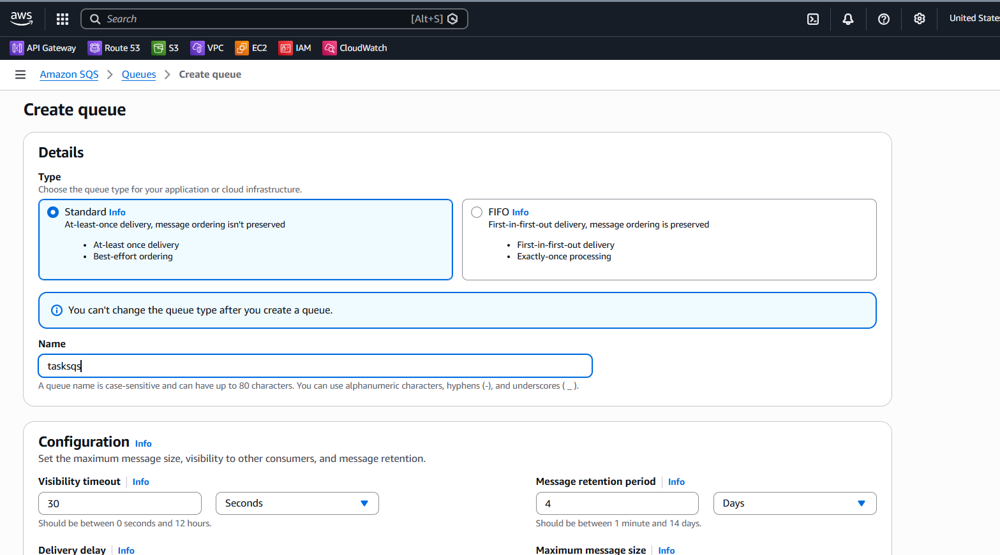 aws
Search [Alt+S]
United States
API Gateway Route 53 S3 VPC EC2 IAM CloudWatch
Amazon SQS > Queues > Create queue
Create queue
Details
Type
Choose the queue type for your application or cloud infrastructure.
Standard Info
At-least-once delivery, message ordering isn't preserved
• At-least once delivery
• Best-effort ordering
FIFO Info
First-in-first-out delivery, message ordering is preserved
• First-in-first-out delivery
• Exactly-once processing
You can't change the queue type after you create a queue.
Name
tasksqs
A queue name is case-sensitive and can have up to 80 characters. You can use alphanumeric characters, hyphens (-), and underscores ( _ ).
Configuration Info
Set the maximum message size, visibility to other consumers, and message retention.
Visibility timeout Info
30 Seconds
Should be between 0 seconds and 12 hours.
Message retention period Info
4 Days
Should be between 1 minute and 14 days.
Delivery delay Info
Maximum message size Info